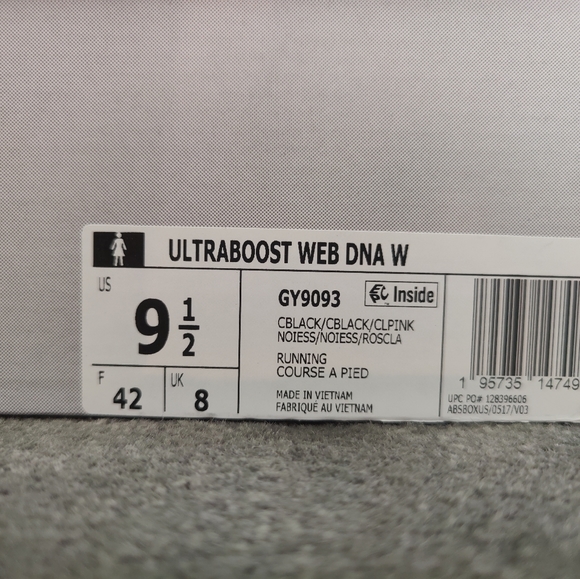 ULTRABOOST WEB DNA W
US
9 1/2
F
42
UK
8
GY9093
Inside
CBLACK/CBLACK/CLPINK
NOIESS/NOIESS/ROSCLA
RUNNING
COURSE A PIED
MADE IN VIETNAM
FABRIQUÉ AU VIETNAM
1 95735 14749
UPC PO# 128396606
ABSBOXUS/0517/V03